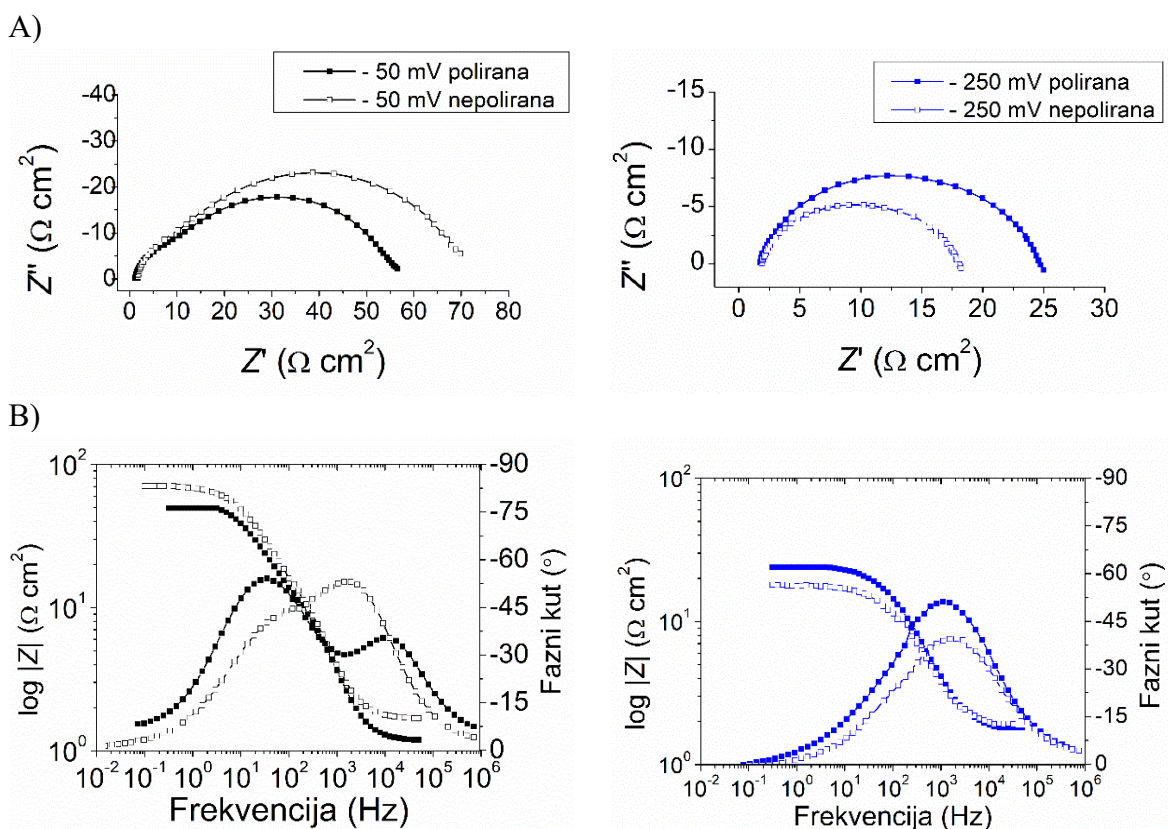 A)
- 50 mV polirana
- 50 mV nepolirana
-40
-30
-20
-10
0
Z'' (Ω cm²)
0 10 20 30 40 50 60 70 80
Z' (Ω cm²)
- 250 mV polirana
- 250 mV nepolirana
-15
-10
-5
0
Z'' (Ω cm²)
0 5 10 15 20 25 30
Z' (Ω cm²)
B)
10²
10¹
10⁰
log |Z| (Ω cm²)
-90
-75
-60
-45
-30
-15
0
Fazni kut (°)
10⁻² 10⁻¹ 10⁰ 10¹ 10² 10³ 10⁴ 10⁵ 10⁶
Frekvencija (Hz)
10²
10¹
10⁰
log |Z| (Ω cm²)
-90
-75
-60
-45
-30
-15
0
Fazni kut (°)
10⁻² 10⁻¹ 10⁰ 10¹ 10² 10³ 10⁴ 10⁵ 10⁶
Frekvencija (Hz)